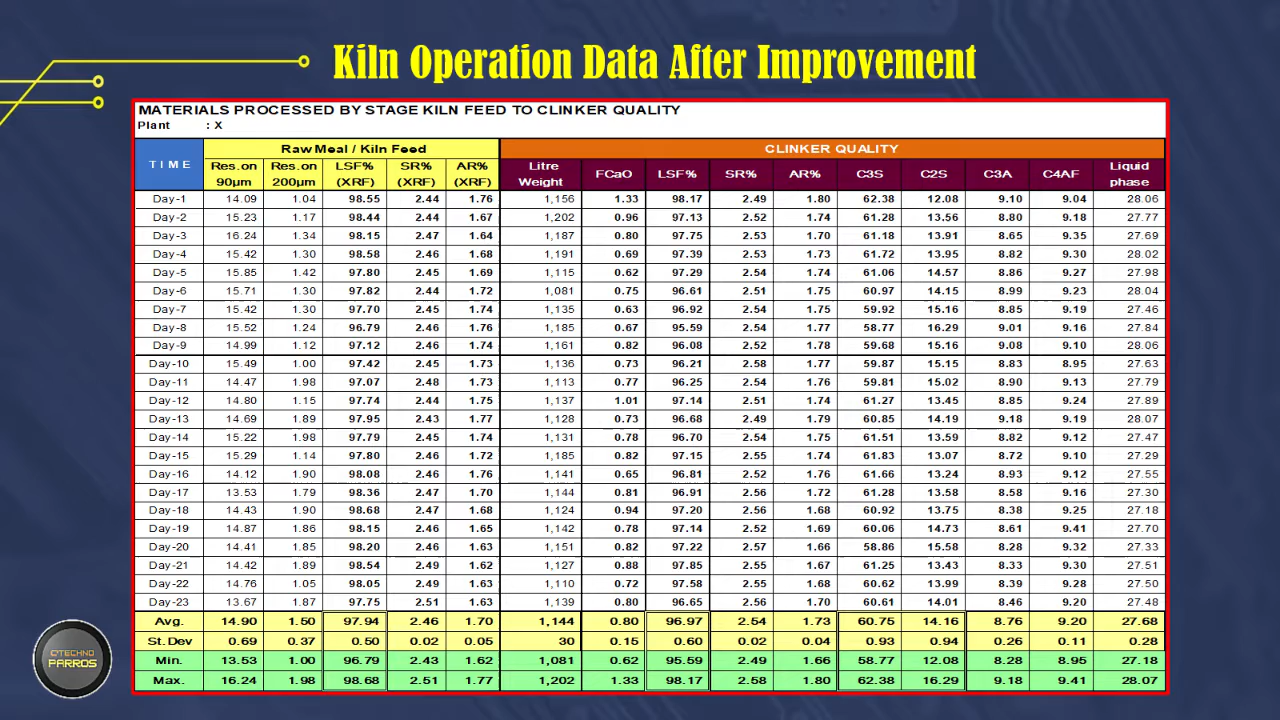 Kiln Operation Data After Improvement
MATERIALS PROCESSED BY STAGE KILN FEED TO CLINKER QUALITY
Plant : X
TIME Raw Meal / Kiln Feed CLINKER QUALITY
Res.on 90µm Res.on 200µm LSF% (XRF) SR% (XRF) AR% (XRF) Litre Weight FCaO LSF% SR% AR% C3S C2S C3A C4AF Liquid phase
Day-1 14.09 1.04 98.55 2.44 1.76 1,156 1.33 98.17 2.49 1.80 62.38 12.08 9.10 9.04 28.06
Day-2 15.23 1.17 98.44 2.44 1.67 1,202 0.96 97.13 2.52 1.74 61.28 13.56 8.80 9.18 27.77
Day-3 16.24 1.34 98.15 2.47 1.64 1,187 0.80 97.75 2.53 1.70 61.18 13.91 8.65 9.35 27.69
Day-4 15.42 1.30 98.58 2.46 1.68 1,191 0.69 97.39 2.53 1.73 61.72 13.95 8.82 9.30 28.02
Day-5 15.85 1.42 97.80 2.45 1.69 1,115 0.62 97.29 2.54 1.74 61.06 14.57 8.86 9.27 27.98
Day-6 15.71 1.30 97.82 2.44 1.72 1,081 0.75 96.61 2.51 1.75 60.97 14.15 8.99 9.23 28.04
Day-7 15.42 1.30 97.70 2.45 1.74 1,135 0.63 96.92 2.54 1.75 59.92 15.16 8.85 9.19 27.46
Day-8 15.52 1.24 96.79 2.46 1.76 1,185 0.67 95.59 2.54 1.77 58.77 16.29 9.01 9.16 27.84
Day-9 14.99 1.12 97.12 2.46 1.74 1,161 0.82 96.08 2.52 1.78 59.68 15.16 9.08 9.10 28.06
Day-10 15.49 1.00 97.42 2.45 1.73 1,136 0.73 96.21 2.58 1.77 59.87 15.15 8.83 8.95 27.63
Day-11 14.47 1.98 97.07 2.48 1.73 1,113 0.77 96.25 2.54 1.76 59.81 15.02 8.90 9.13 27.79
Day-12 14.80 1.15 97.74 2.44 1.75 1,137 1.01 97.14 2.51 1.74 61.27 13.45 8.85 9.24 27.89
Day-13 14.69 1.89 97.95 2.43 1.77 1,128 0.73 96.68 2.49 1.79 60.85 14.19 9.18 9.19 28.07
Day-14 15.22 1.98 97.79 2.45 1.74 1,131 0.78 96.70 2.54 1.75 61.51 13.59 8.82 9.12 27.47
Day-15 15.29 1.14 97.80 2.46 1.72 1,185 0.82 97.15 2.55 1.74 61.83 13.07 8.72 9.10 27.29
Day-16 14.12 1.90 98.08 2.46 1.76 1,141 0.65 96.81 2.52 1.76 61.66 13.24 8.93 9.12 27.55
Day-17 13.53 1.79 98.36 2.47 1.70 1,144 0.81 96.91 2.56 1.72 61.28 13.58 8.58 9.16 27.30
Day-18 14.43 1.90 98.68 2.47 1.68 1,124 0.94 97.20 2.56 1.68 60.92 13.75 8.38 9.25 27.18
Day-19 14.87 1.86 98.15 2.46 1.65 1,142 0.78 97.14 2.52 1.69 60.06 14.73 8.61 9.41 27.70
Day-20 14.41 1.85 98.20 2.46 1.63 1,151 0.82 97.22 2.57 1.66 58.86 15.58 8.28 9.32 27.33
Day-21 14.42 1.89 98.54 2.49 1.62 1,127 0.88 97.85 2.55 1.67 61.25 13.43 8.33 9.30 27.51
Day-22 14.76 1.05 98.05 2.49 1.63 1,110 0.72 97.58 2.55 1.68 60.62 13.99 8.39 9.28 27.50
Day-23 13.67 1.87 97.75 2.51 1.63 1,139 0.80 96.65 2.56 1.70 60.61 14.01 8.46 9.20 27.48
Avg. 14.90 1.50 97.94 2.46 1.70 1,144 0.80 96.97 2.54 1.73 60.75 14.16 8.76 9.20 27.68
St.Dev 0.69 0.37 0.50 0.02 0.05 30 0.15 0.60 0.02 0.04 0.93 0.94 0.26 0.11 0.28
Min. 13.53 1.00 96.79 2.43 1.62 1,081 0.62 95.59 2.49 1.66 58.77 12.08 8.28 8.95 27.18
Max. 16.24 1.98 98.68 2.51 1.77 1,202 1.33 98.17 2.58 1.80 62.38 16.29 9.18 9.41 28.07
PARROS